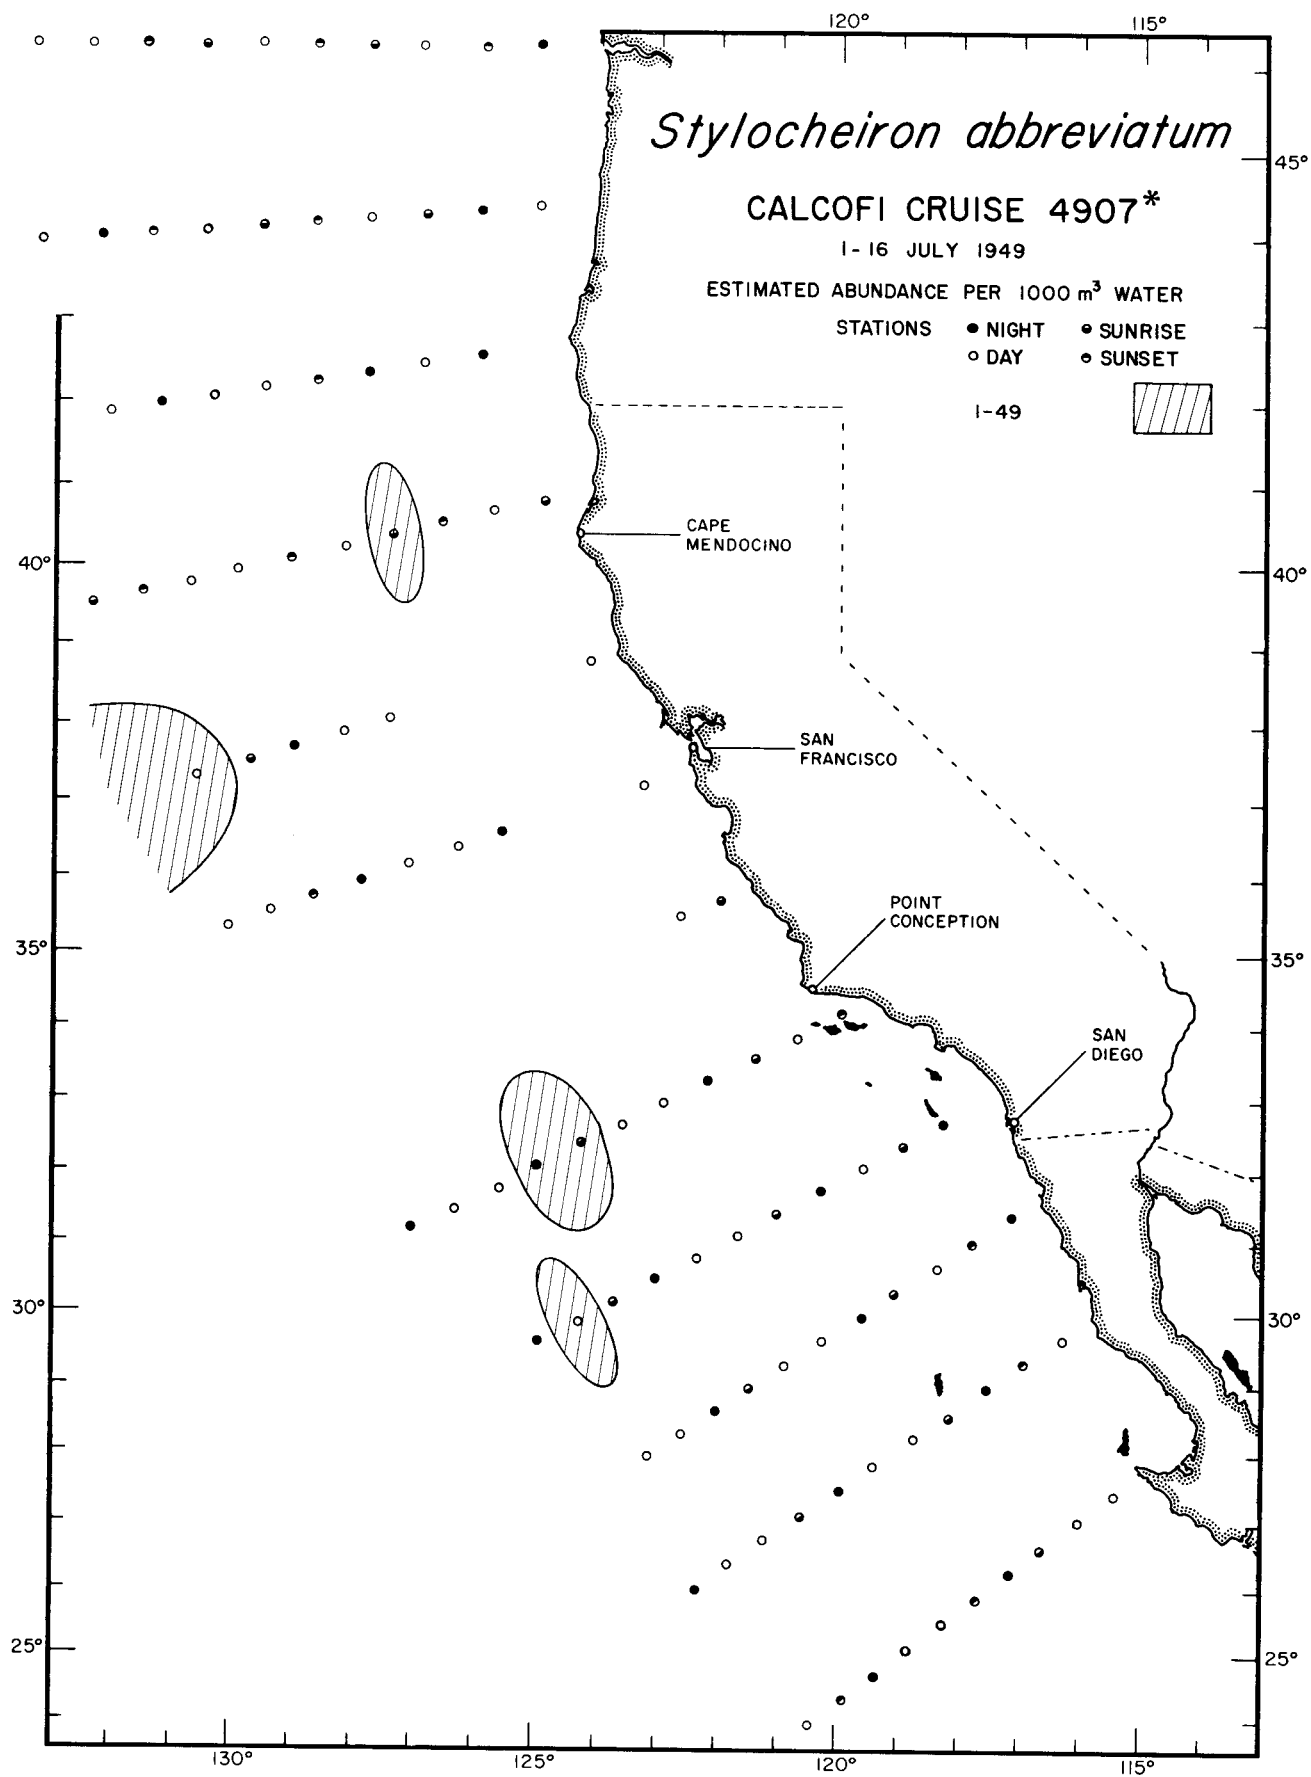 120° 115°
Stylocheiron abbreviatum
45°
CALCOFI CRUISE 4907*
1-16 JULY 1949
ESTIMATED ABUNDANCE PER 1000 m³ WATER
STATIONS NIGHT SUNRISE
DAY SUNSET
1-49
CAPE
MENDOCINO
40° 40°
SAN
FRANCISCO
POINT
CONCEPTION
35° 35°
SAN
DIEGO
30° 30°
25° 25°
130° 125° 120° 115°